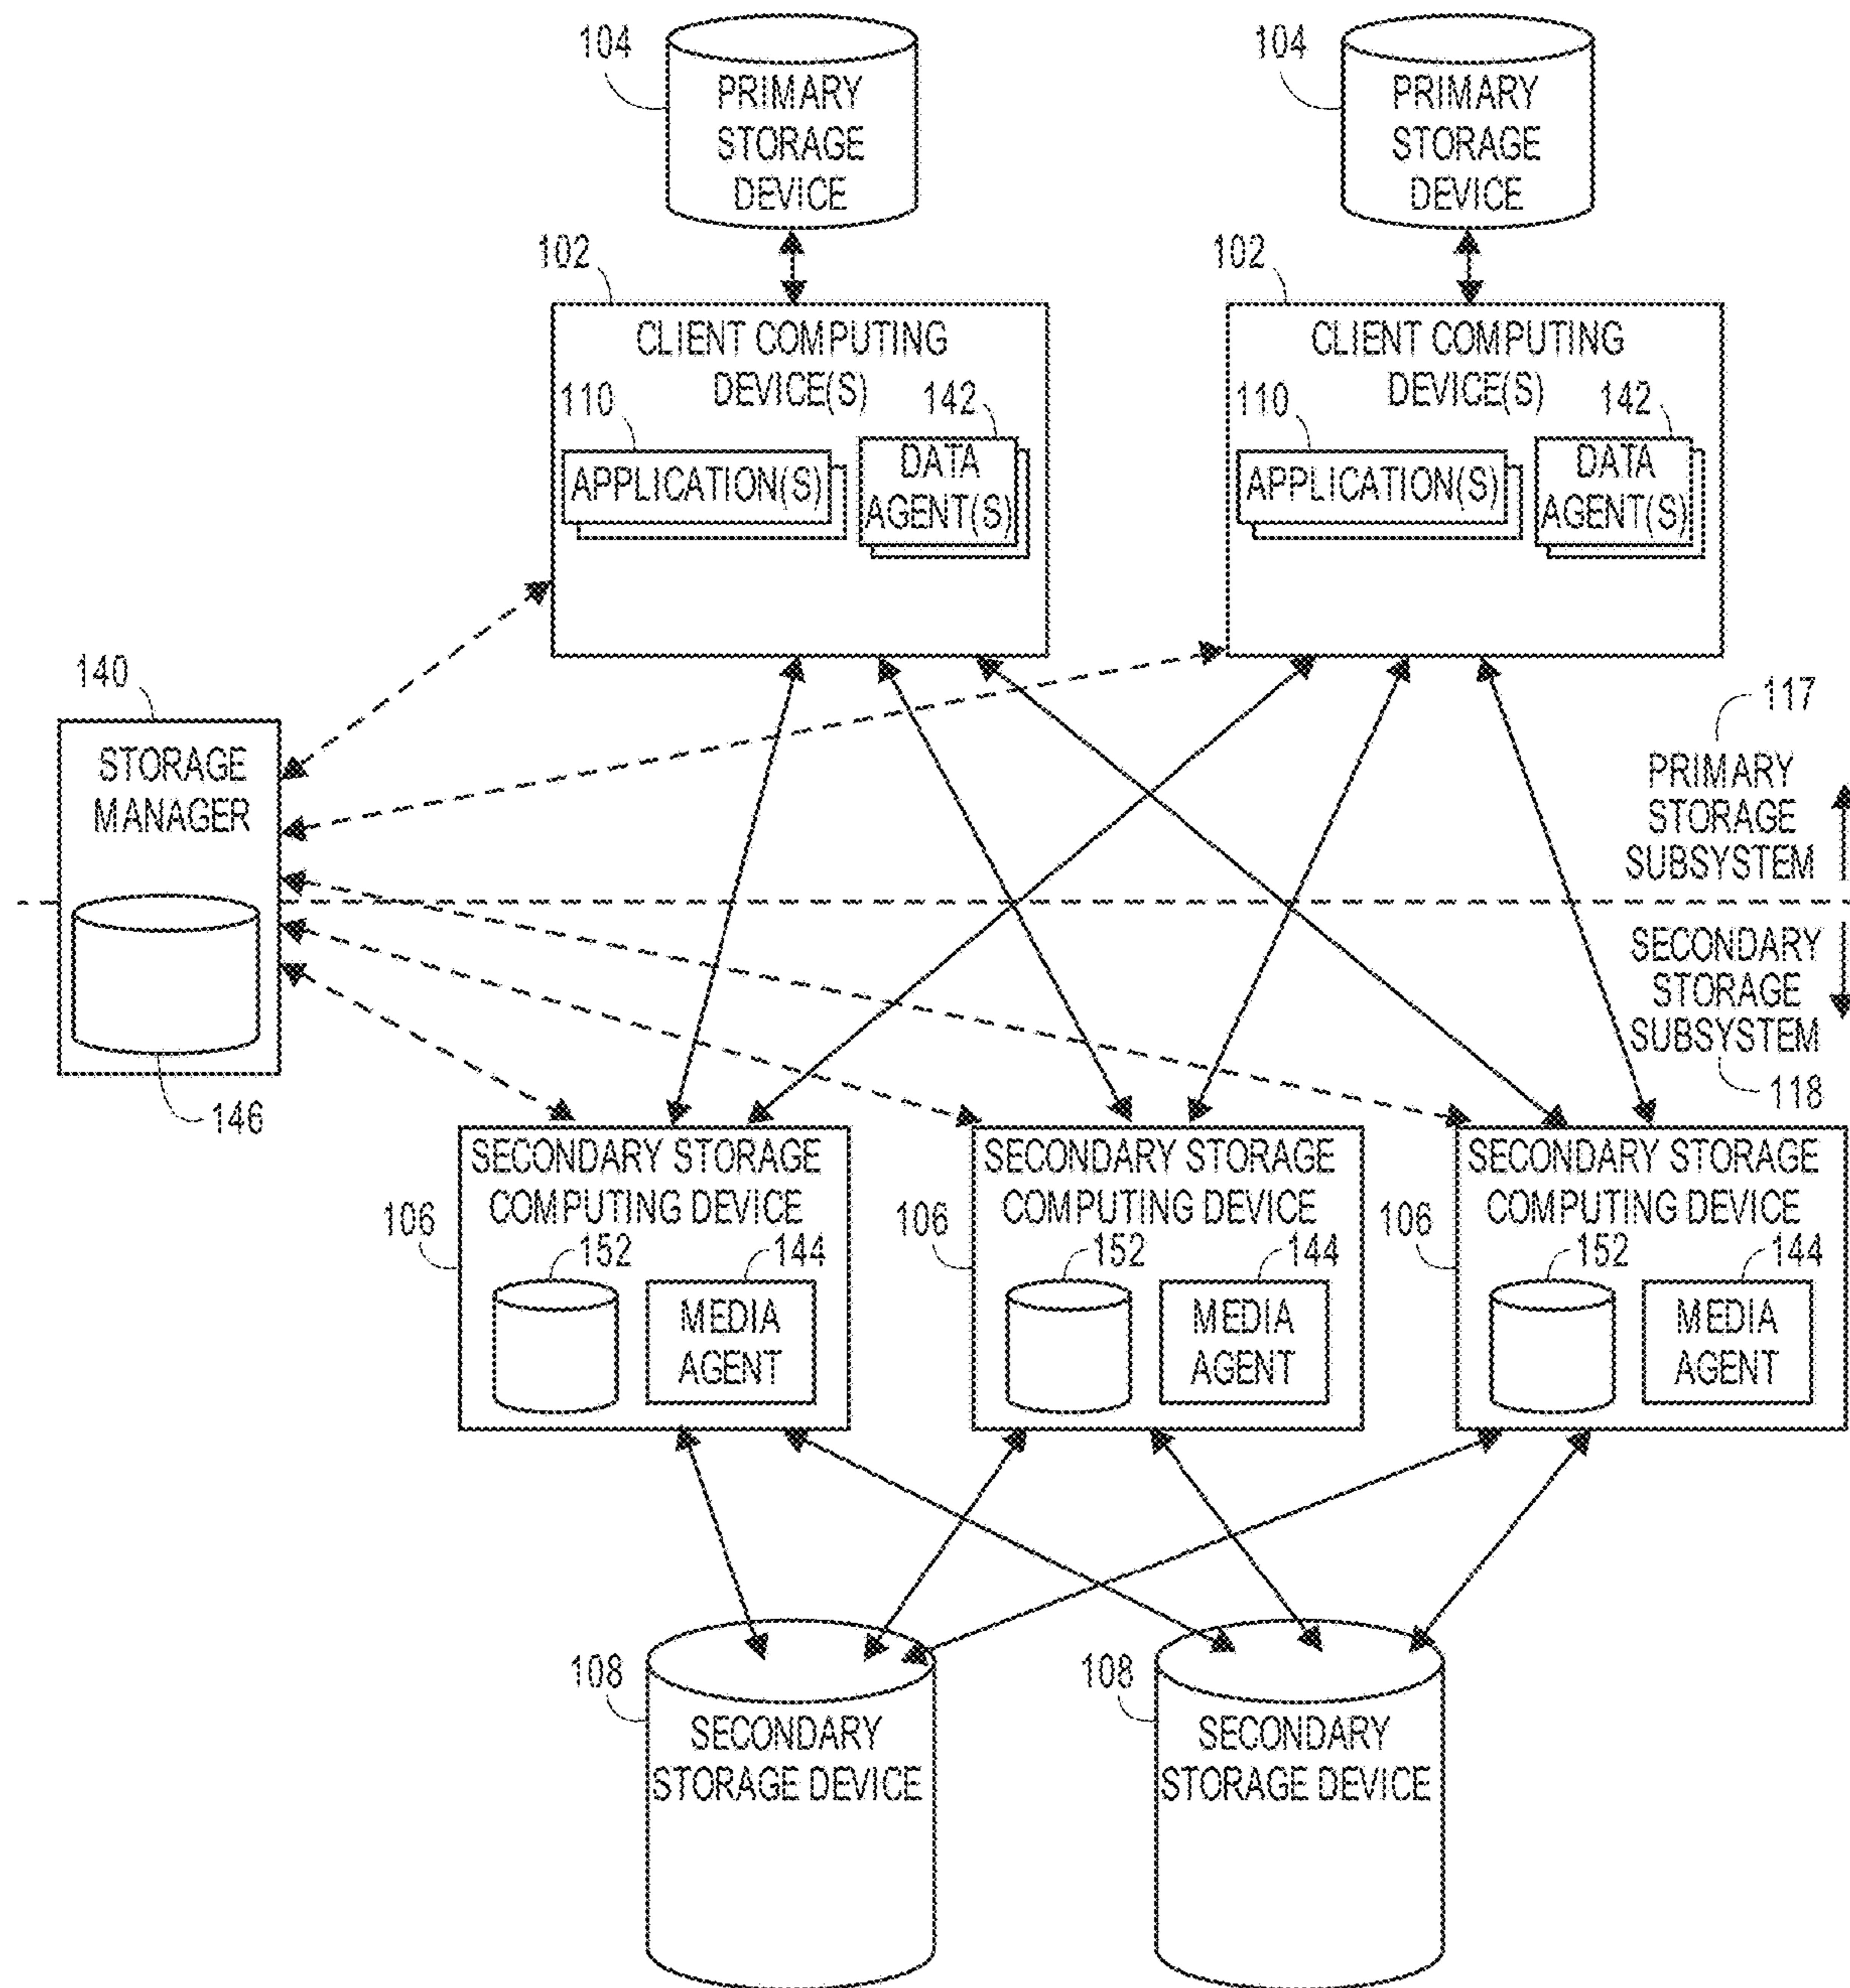 104
PRIMARY
STORAGE
DEVICE
104
PRIMARY
STORAGE
DEVICE
102
CLIENT COMPUTING
DEVICE(S)
110
142
APPLICATION(S)
DATA
AGENT(S)
102
CLIENT COMPUTING
DEVICE(S)
110
142
APPLICATION(S)
DATA
AGENT(S)
140
STORAGE
MANAGER
146
117
PRIMARY
STORAGE
SUBSYSTEM
SECONDARY
STORAGE
SUBSYSTEM
118
106
SECONDARY STORAGE
COMPUTING DEVICE
152
144
MEDIA
AGENT
106
SECONDARY STORAGE
COMPUTING DEVICE
152
144
MEDIA
AGENT
106
SECONDARY STORAGE
COMPUTING DEVICE
152
144
MEDIA
AGENT
108
SECONDARY
STORAGE DEVICE
108
SECONDARY
STORAGE DEVICE